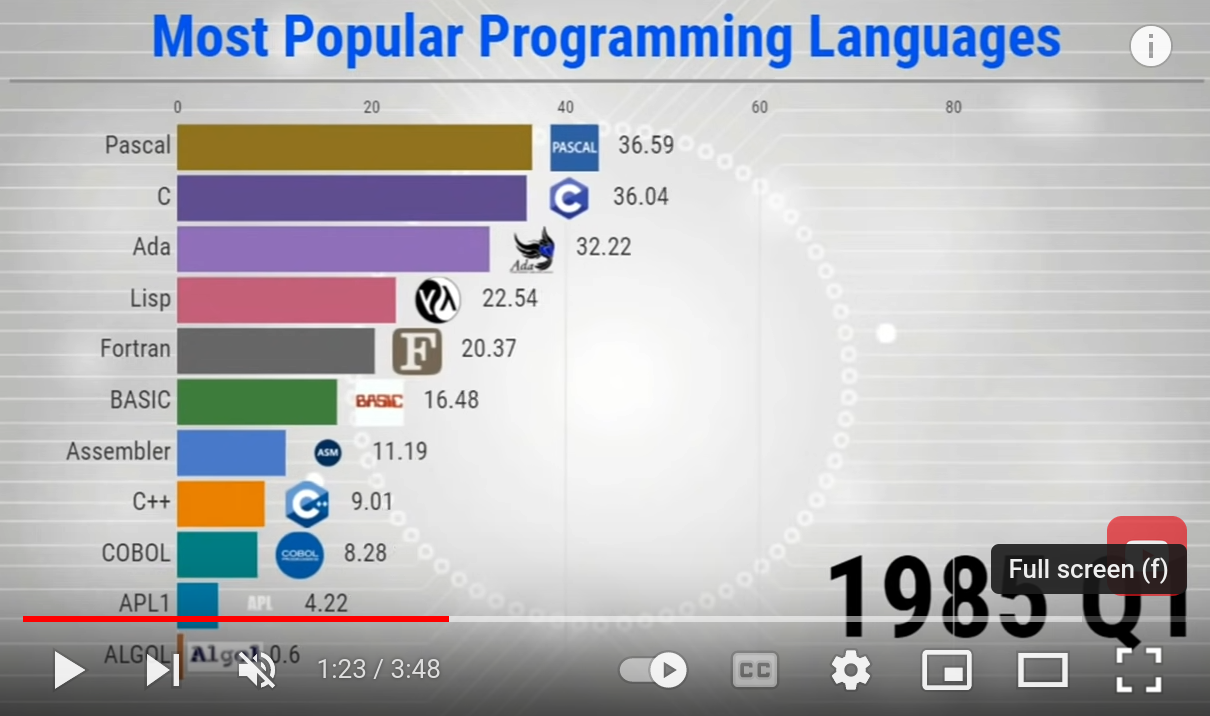 Most Popular Programming Languages
i
0 20 40 60 80
Pascal PASCAL 36.59
C C 36.04
Ada Ada 32.22
Lisp 22.54
Fortran F 20.37
BASIC BASIC 16.48
Assembler ASM 11.19
C++ C++ 9.01
COBOL COBOL 8.28
APL1 APL 4.22
ALGOL Algol 0.6
1985 Q1
Full screen (f)
1:23 / 3:48
CC